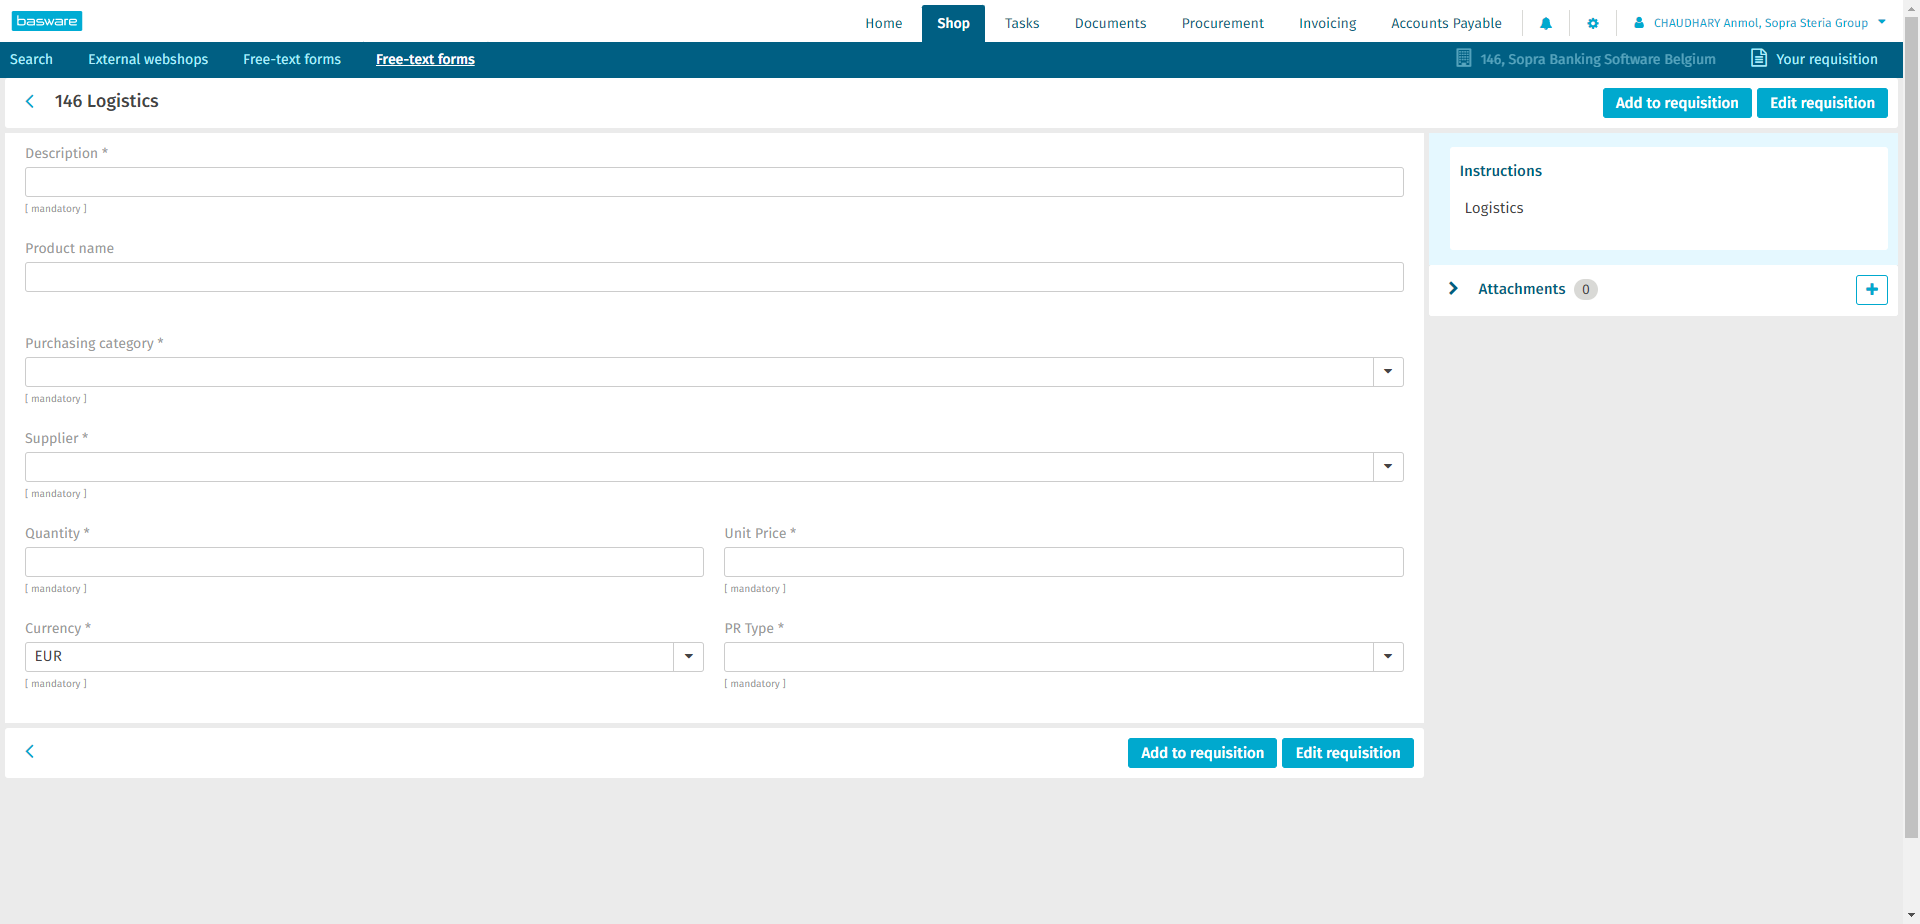 basware
Home Shop Tasks Documents Procurement Invoicing Accounts Payable CHAUDHARY Anmol, Sopra Steria Group
Search External webshops Free-text forms Free-text forms 146, Sopra Banking Software Belgium Your requisition
146 Logistics Add to requisition Edit requisition
Description *
[ mandatory ]
Product name
Purchasing category *
[ mandatory ]
Supplier *
[ mandatory ]
Quantity * Unit Price *
[ mandatory ] [ mandatory ]
Currency * PR Type *
EUR
[ mandatory ] [ mandatory ]
Add to requisition Edit requisition
Instructions
Logistics
Attachments 0